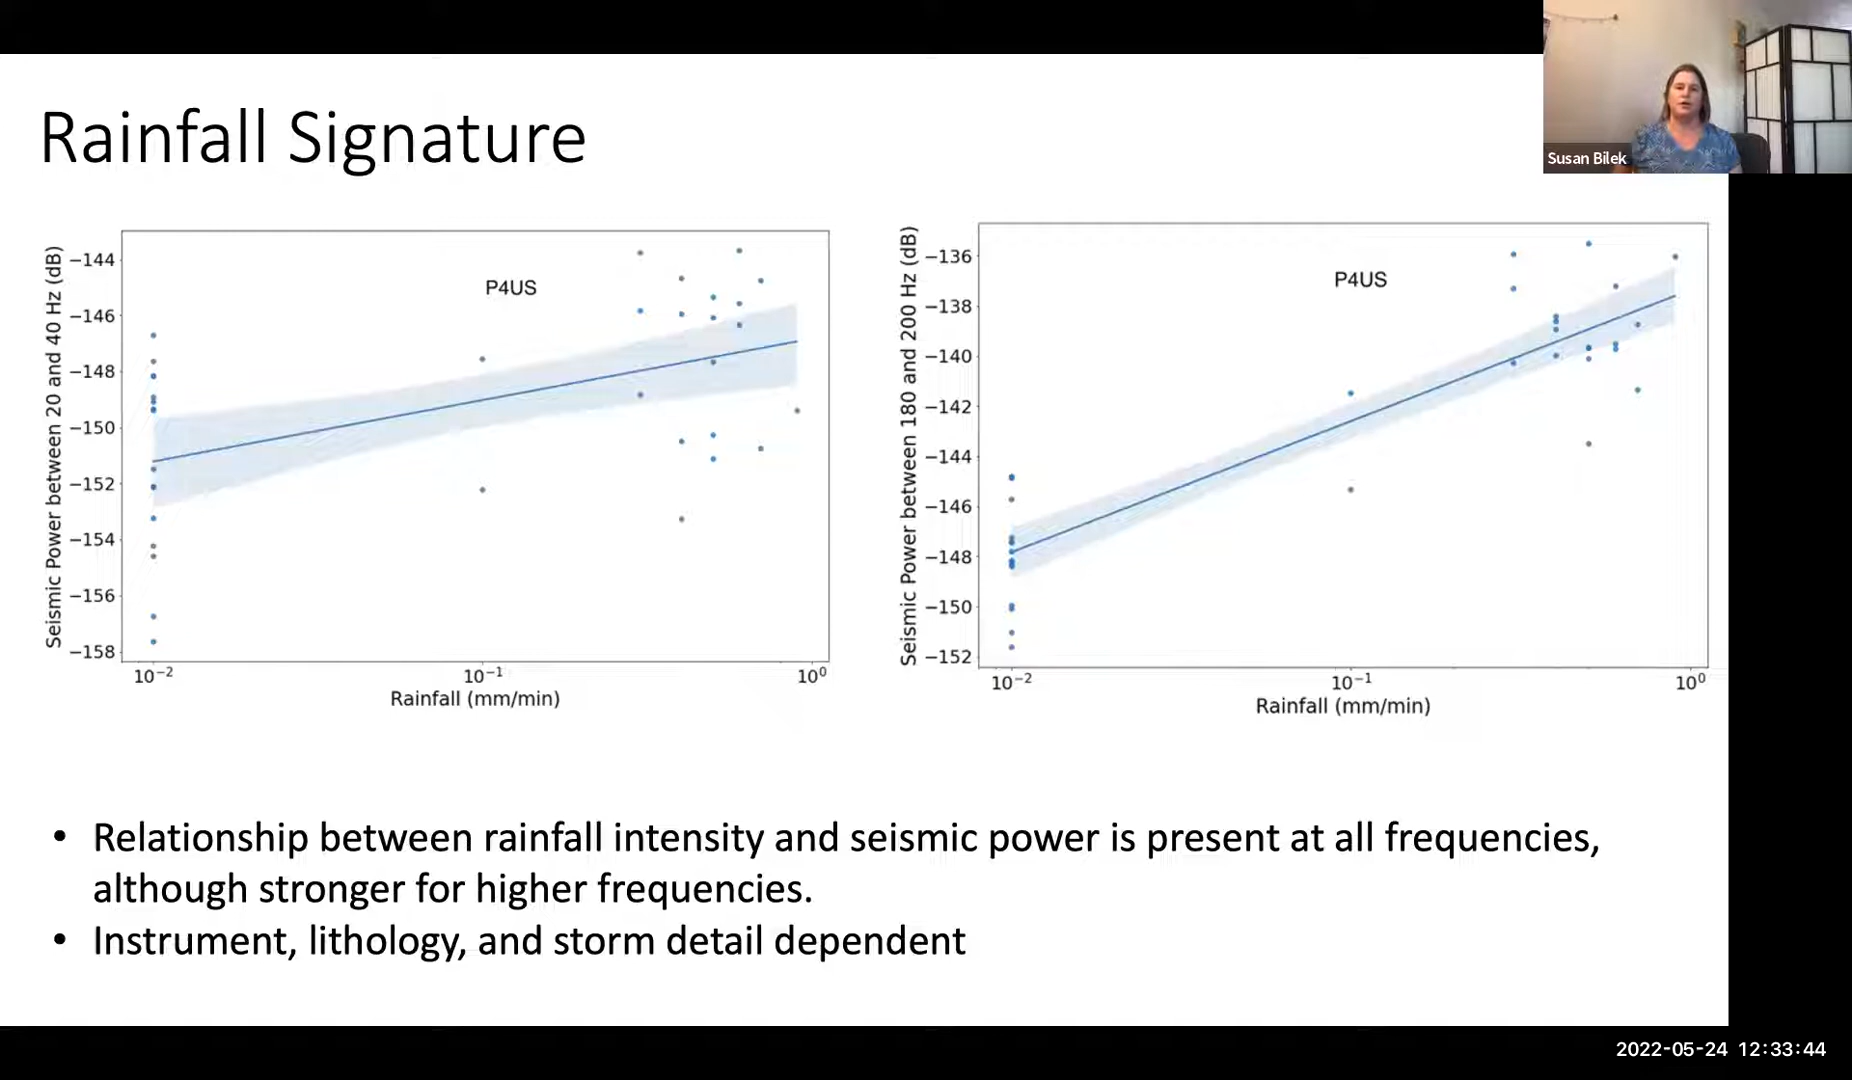 Rainfall Signature
Susan Bilek
Seismic Power between 20 and 40 Hz (dB)
−144
−146
−148
−150
−152
−154
−156
−158
P4US
10⁻²
10⁻¹
10⁰
Rainfall (mm/min)
Seismic Power between 180 and 200 Hz (dB)
−136
−138
−140
−142
−144
−146
−148
−150
−152
P4US
10⁻²
10⁻¹
10⁰
Rainfall (mm/min)
• Relationship between rainfall intensity and seismic power is present at all frequencies,
although stronger for higher frequencies.
• Instrument, lithology, and storm detail dependent
2022-05-24 12:33:44